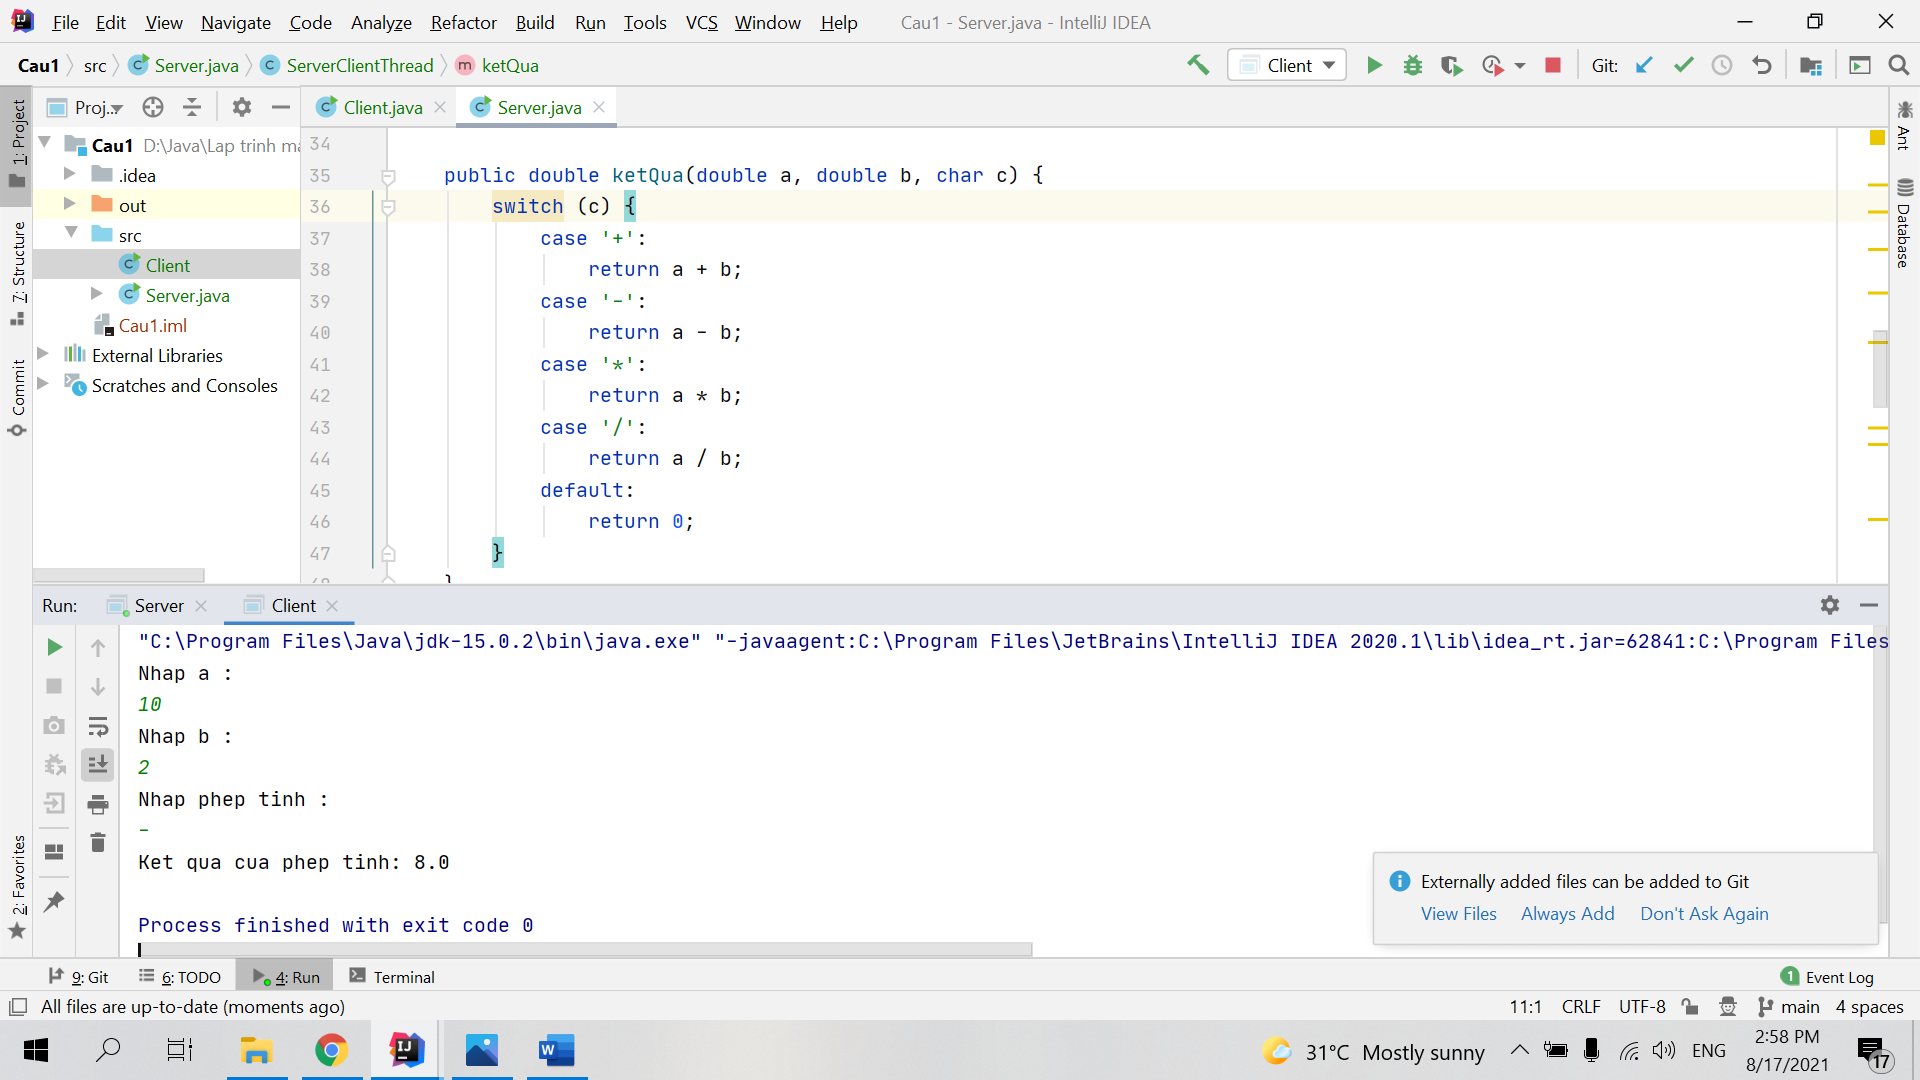 File Edit View Navigate Code Analyze Refactor Build Run Tools VCS Window Help Cau1 - Server.java - IntelliJ IDEA
Cau1 src Server.java ServerClientThread ketQua Client Git:
1: Project Proj... Client.java Server.java
Cau1 D:\Java\Lap trinh ma
.idea
out
src
Client
Server.java
Cau1.iml
External Libraries
Scratches and Consoles
7: Structure
Commit
2: Favorites
Ant
Database
34
35 public double ketQua(double a, double b, char c) {
36 switch (c) {
37 case '+':
38 return a + b;
39 case '-':
40 return a - b;
41 case '*':
42 return a * b;
43 case '/':
44 return a / b;
45 default:
46 return 0;
47 }
48 }
Run: Server Client
"C:\Program Files\Java\jdk-15.0.2\bin\java.exe" "-javaagent:C:\Program Files\JetBrains\IntelliJ IDEA 2020.1\lib\idea_rt.jar=62841:C:\Program Files
Nhap a :
10
Nhap b :
2
Nhap phep tinh :
-
Ket qua cua phep tinh: 8.0
Process finished with exit code 0
Externally added files can be added to Git
View Files Always Add Don't Ask Again
9: Git 6: TODO 4: Run Terminal 1 Event Log
All files are up-to-date (moments ago) 11:1 CRLF UTF-8 main 4 spaces
31°C Mostly sunny ENG 2:58 PM
8/17/2021 17